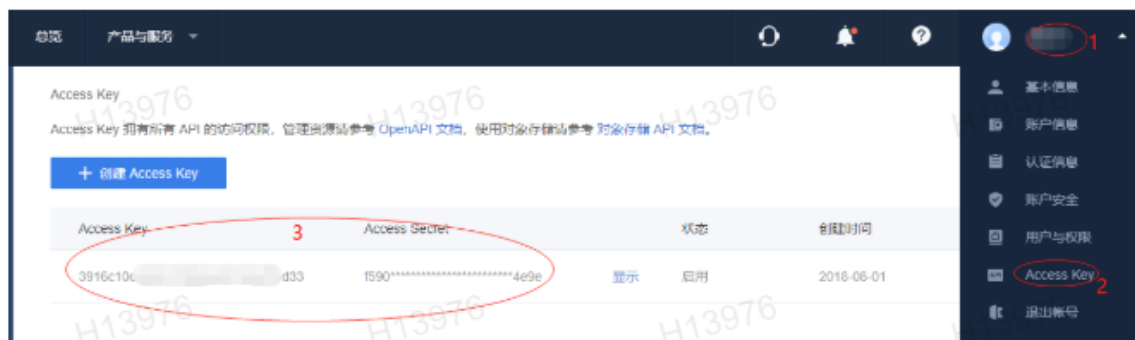 总览 产品与服务
1
基本信息
账户信息
认证信息
账户安全
用户与权限
Access Key
2
退出帐号
Access Key
Access Key 拥有所有 API 的访问权限，管理资源请参考 OpenAPI 文档，使用对象存储请参考 对象存储 API 文档。
+ 创建 Access Key
Access Key 3 Access Secret 状态 创建时间
d33 f590**************************4e9e 显示 启用 2018-08-01
H13976
H13976
H13976
H13976
H13976
H13976